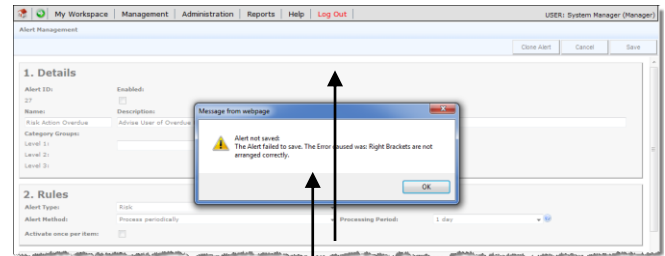 My Workspace | Management | Administration | Reports | Help | Log Out | USER: System Manager (Manager)
Alert Management
Clone Alert Cancel Save
1. Details
Alert ID: Enabled:
27
Name: Description:
Risk Action Overdue Advise User of Overdue
Category Groups:
Level 1:
Level 2:
Level 3:
Message from webpage
Alert not saved:
The Alert failed to save. The Error caused was: Right Brackets are not
arranged correctly.
OK
2. Rules
Alert Type: Risk
Alert Method: Process periodically Processing Period: 1 day
Activate once per item: